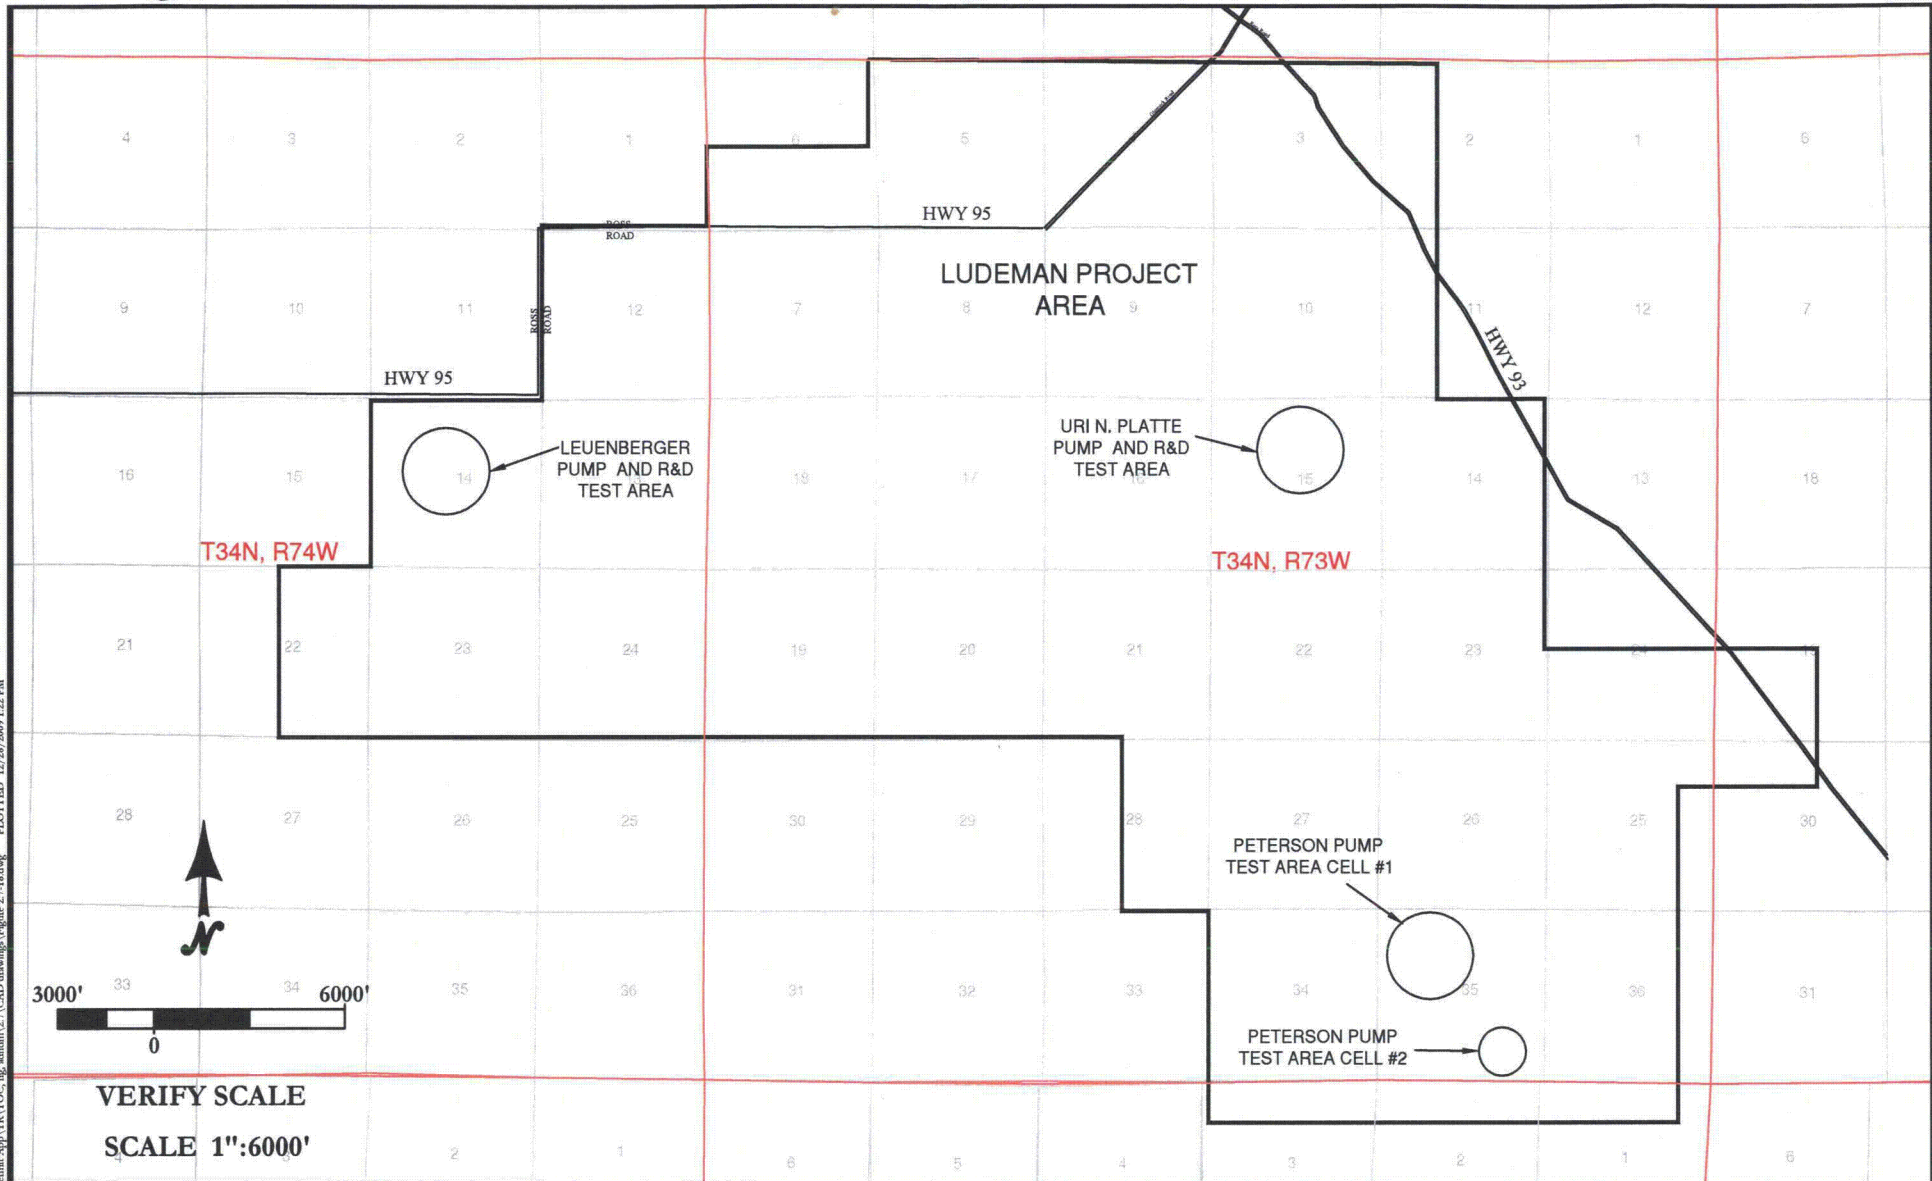 4 3 2 1 6 5 3 2 1 6
HWY 95
ROSS
ROAD
LUDEMAN PROJECT
AREA
9 10 11 12 7 8 9 10 11 12 7
ROSS
ROAD
HWY 95
HWY 93
LEUENBERGER
PUMP AND R&D
TEST AREA
URI N. PLATTE
PUMP AND R&D
TEST AREA
16 15 14 18 17 16 15 14 13 18
T34N, R74W
T34N, R73W
21 22 23 24 19 20 21 22 23 24 19
28 27 26 25 30 29 28 27 26 25 30
PETERSON PUMP
TEST AREA CELL #1
N
33 34 35 36 31 32 33 34 35 36 31
3000' 6000'
0
PETERSON PUMP
TEST AREA CELL #2
VERIFY SCALE
SCALE 1":6000'
4 3 2 1 6 5 4 3 2 1 6